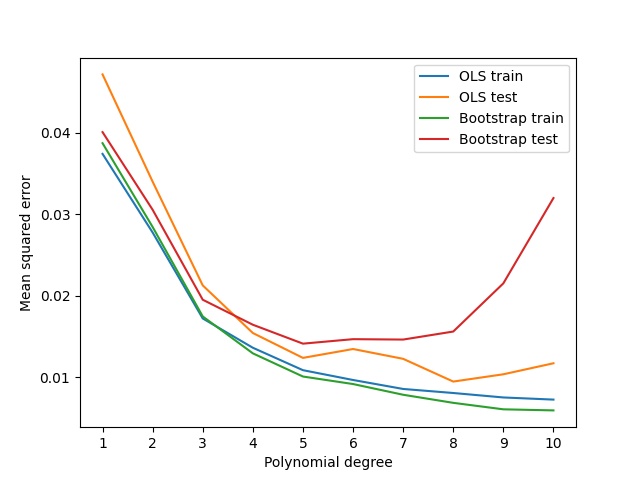 OLS train
OLS test
Bootstrap train
Bootstrap test
0.04
0.03
0.02
0.01
Mean squared error
1 2 3 4 5 6 7 8 9 10
Polynomial degree